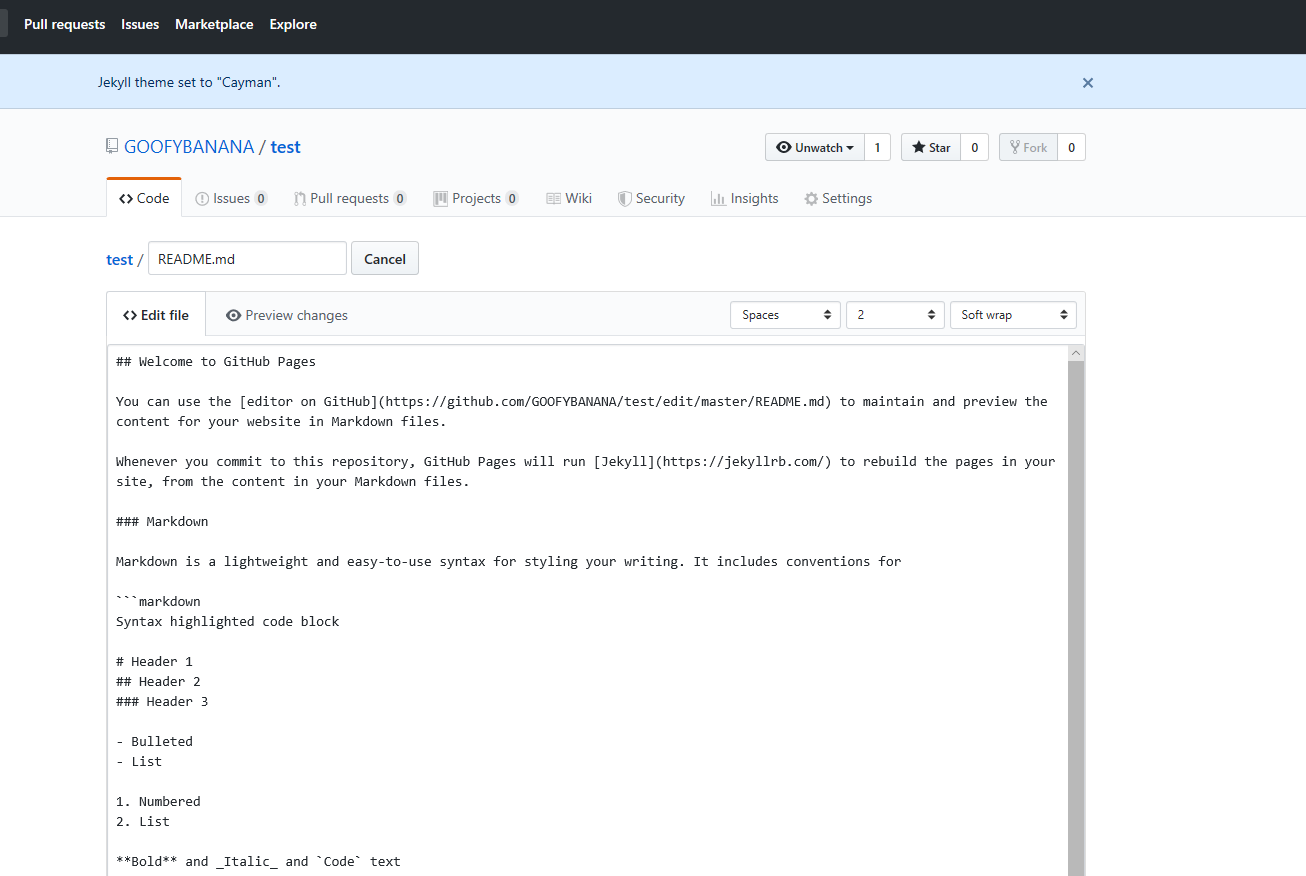 Pull requests Issues Marketplace Explore
Jekyll theme set to "Cayman".
GOOFYBANANA / test
Unwatch 1 Star 0 Fork 0
<> Code Issues 0 Pull requests 0 Projects 0 Wiki Security Insights Settings
test / README.md Cancel
<> Edit file Preview changes Spaces 2 Soft wrap
## Welcome to GitHub Pages
You can use the [editor on GitHub](https://github.com/GOOFYBANANA/test/edit/master/README.md) to maintain and preview the
content for your website in Markdown files.
Whenever you commit to this repository, GitHub Pages will run [Jekyll](https://jekyllrb.com/) to rebuild the pages in your
site, from the content in your Markdown files.
### Markdown
Markdown is a lightweight and easy-to-use syntax for styling your writing. It includes conventions for
```markdown
Syntax highlighted code block
# Header 1
## Header 2
### Header 3
- Bulleted
- List
1. Numbered
2. List
**Bold** and _Italic_ and `Code` text